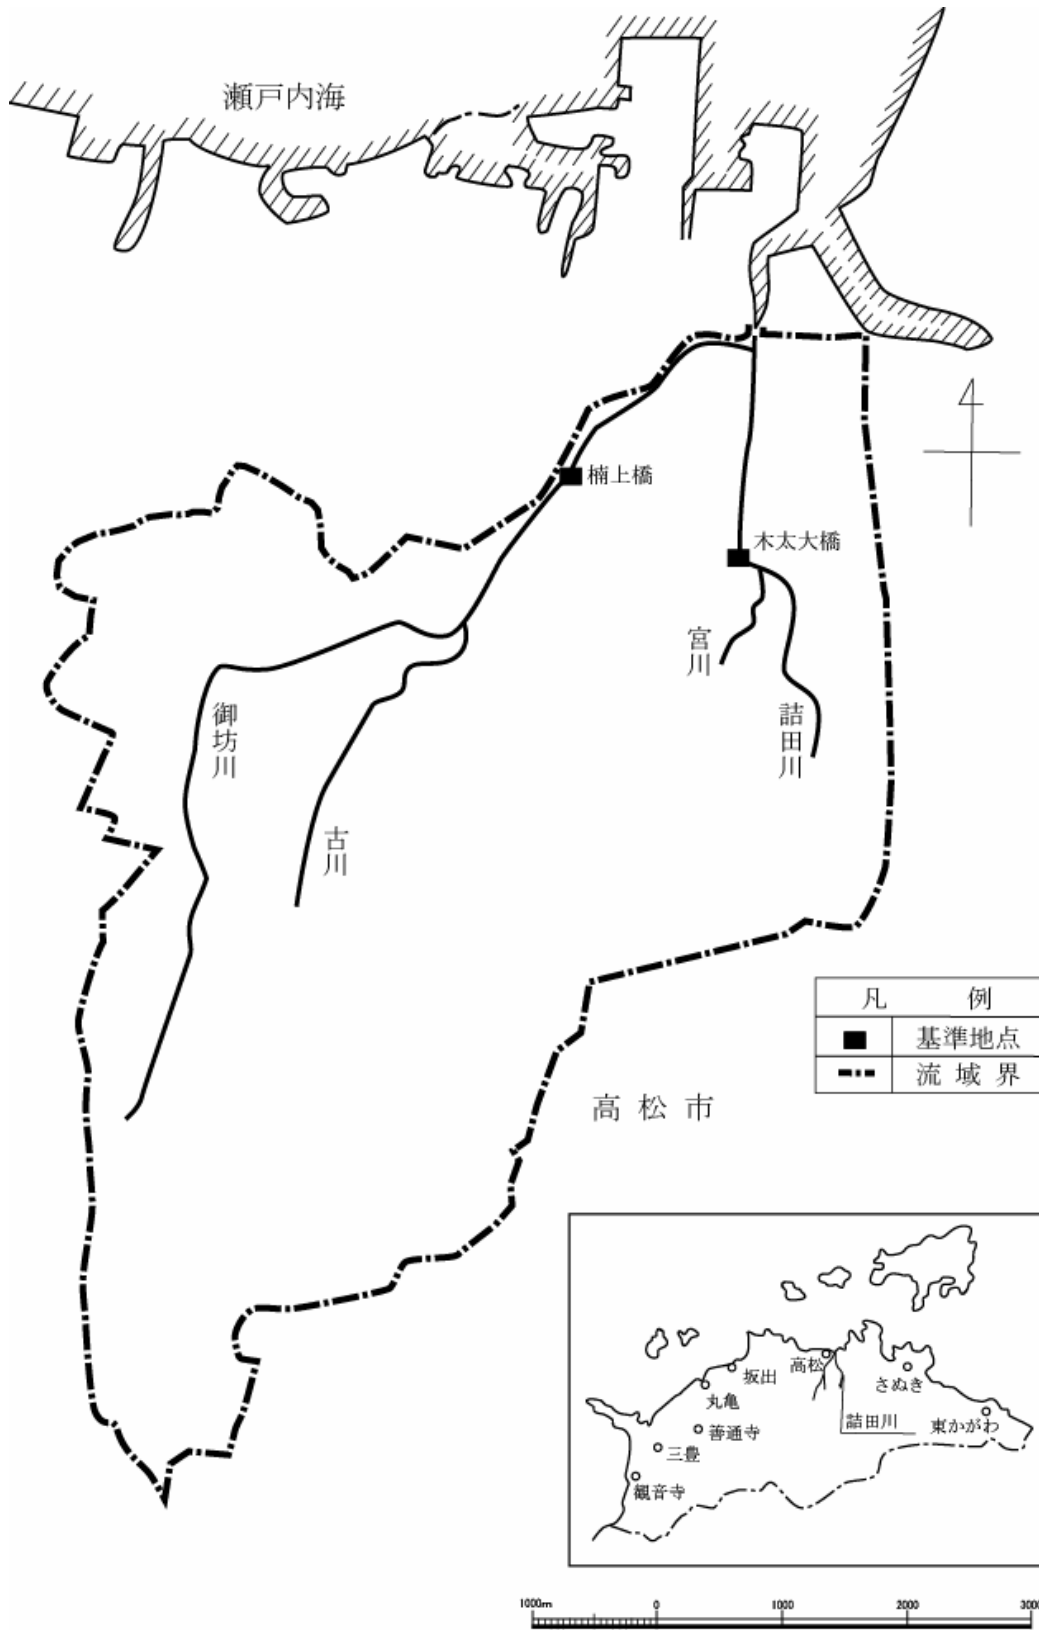 瀬戸内海
楠上橋
木太大橋
宮川
詰田川
御坊川
古川
凡 例
基準地点
流 域 界
高 松 市
高松
坂出
さぬき
丸亀
詰田川
東かがわ
善通寺
三豊
観音寺
1000m 0 1000 2000 3000